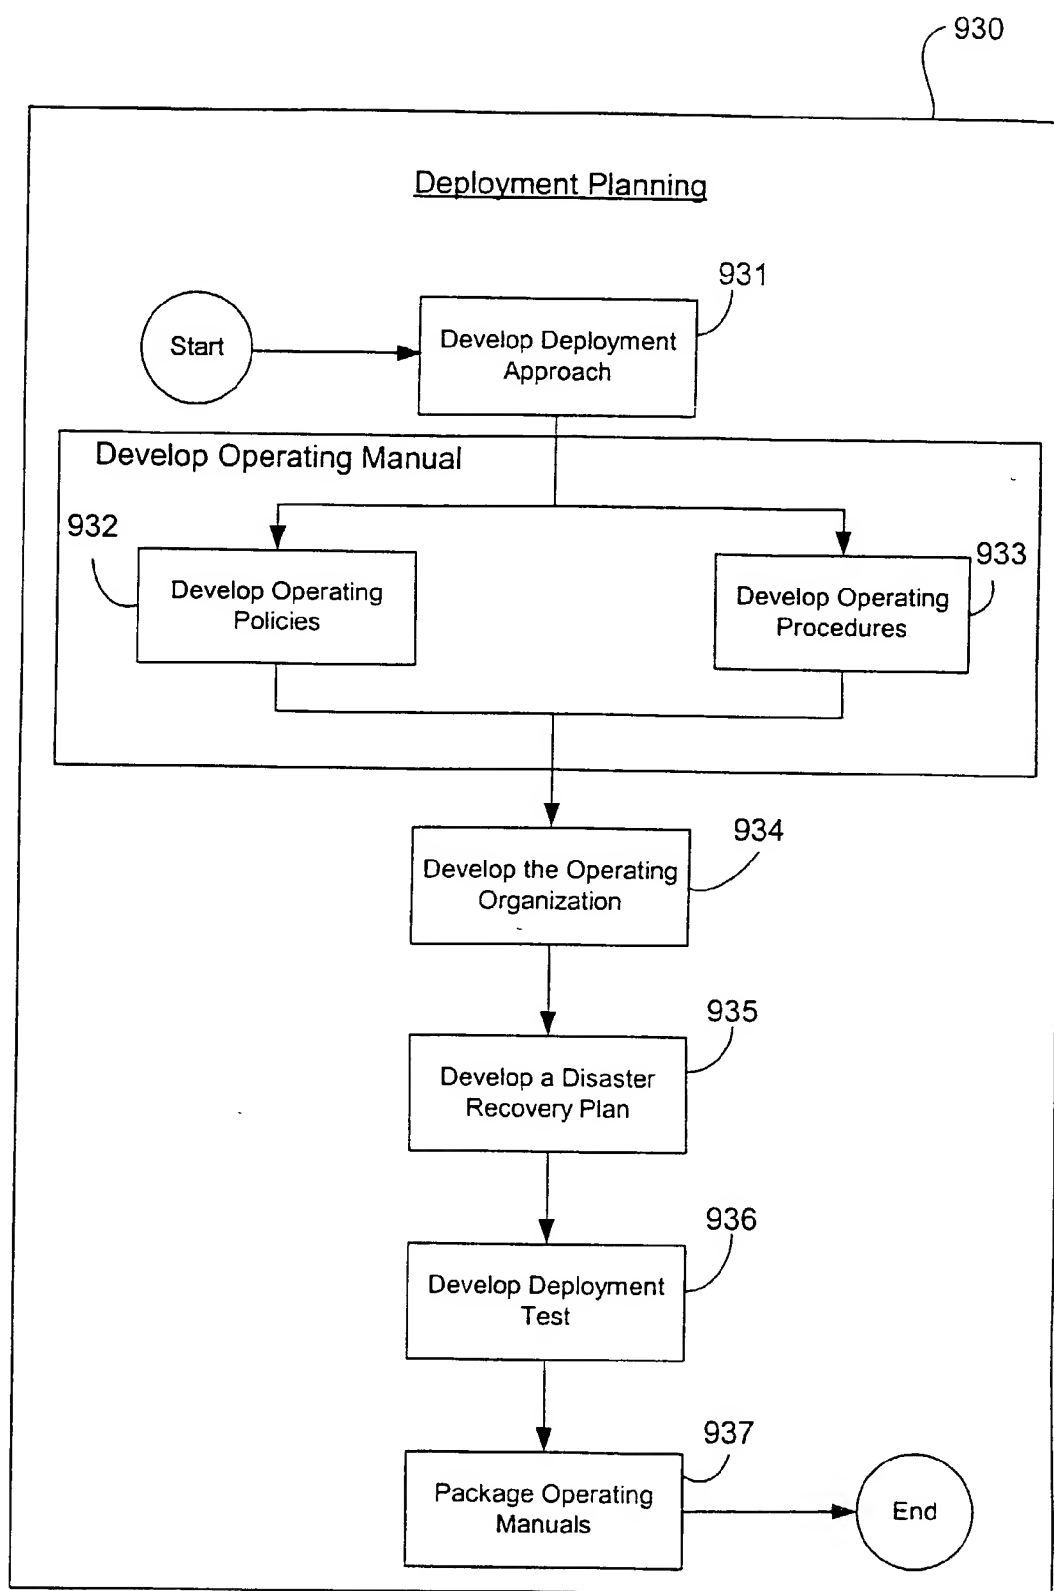 930
Deployment Planning
931
Start
Develop Deployment
Approach
Develop Operating Manual
932
933
Develop Operating
Policies
Develop Operating
Procedures
934
Develop the Operating
Organization
935
Develop a Disaster
Recovery Plan
936
Develop Deployment
Test
937
Package Operating
Manuals
End